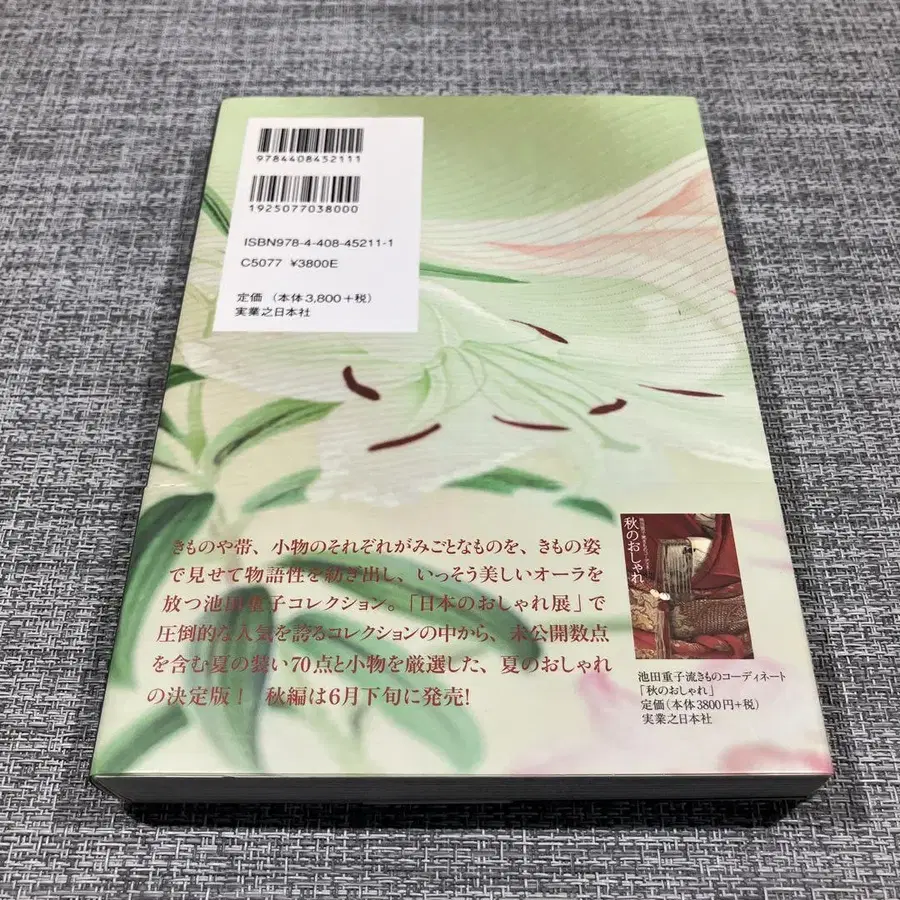 9784408452111
1925077038000
ISBN978-4-408-45211-1
C5077 ¥3800E
定価 (本体3,800+税)
実業之日本社
きものや帯、小物のそれぞれがみごとなものを、きもの姿
で見せて物語性を紡ぎ出し、いっそう美しいオーラを
放つ池田重子コレクション。「日本のおしゃれ展」で
圧倒的な人気を誇るコレクションの中から、未公開数点
を含む夏の装い70点と小物を厳選した、夏のおしゃれ
の決定版! 秋編は6月下旬に発売!
秋のおしゃれ
池田重子流きものコーディネート
「秋のおしゃれ」
定価(本体3800円+税)
実業之日本社